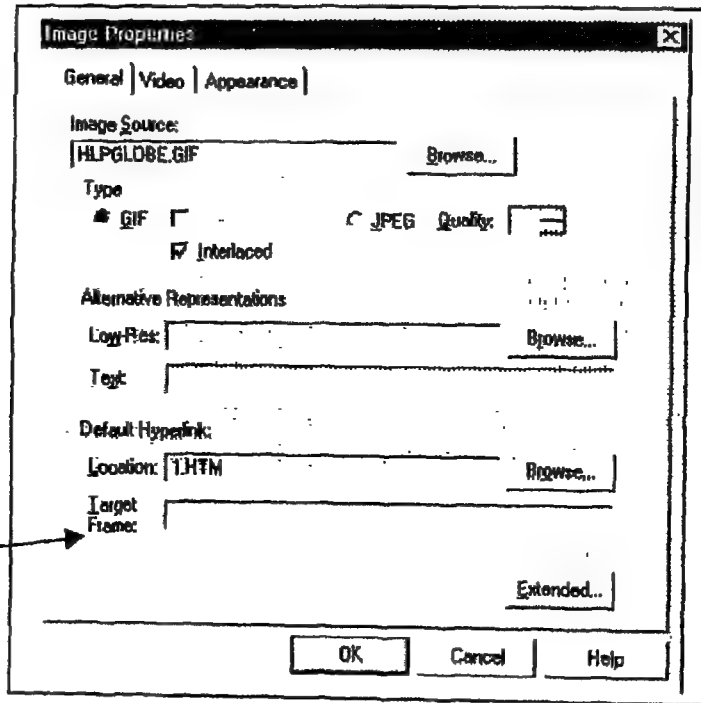 Image Properties
General Video Appearance
Image Source:
HLPGLOBE.GIF Browse...
Type
GIF JPEG Quality:
Interlaced
Alternative Representations
Low-Res: Browse...
Text:
Default Hyperlink:
Location: 1.HTM Browse...
Target
Frame:
Extended...
OK Cancel Help